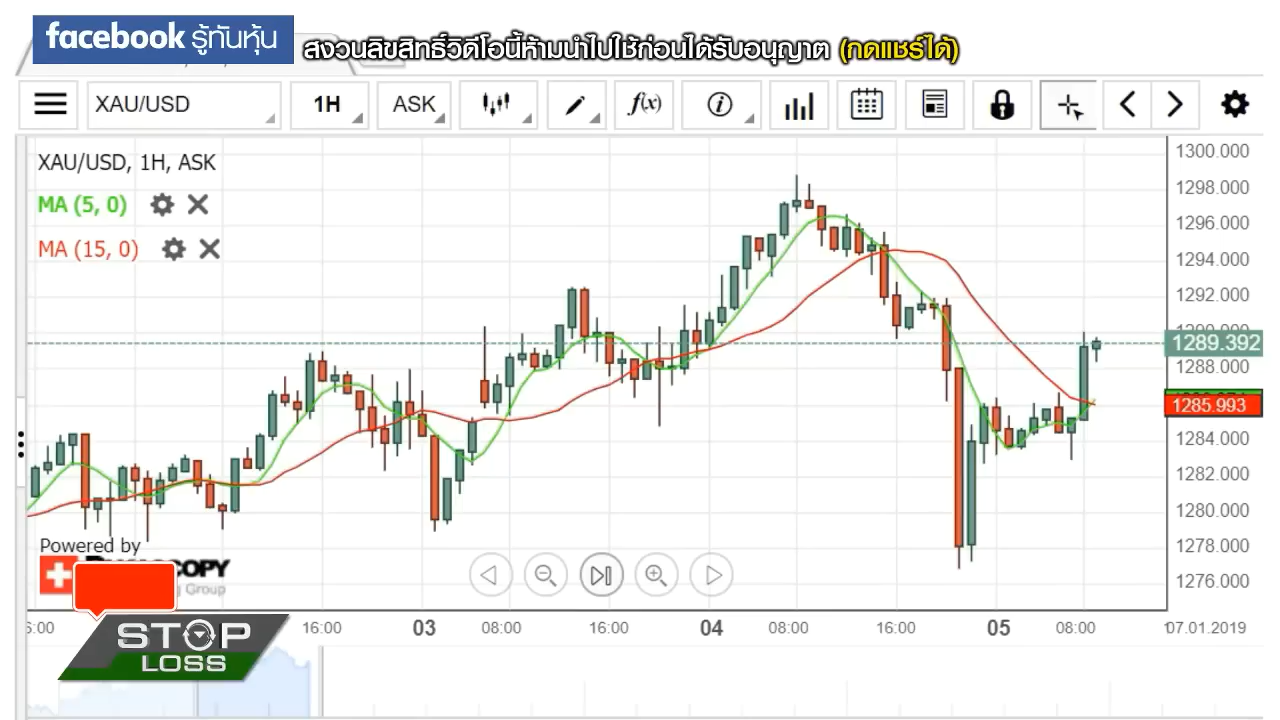 facebook รู้ทันหุ้น
สงวนลิขสิทธิ์วิดีโอนี้ห้ามนำไปใช้ก่อนได้รับอนุญาต (กดแชร์ได้)
XAU/USD 1H ASK f(x)
XAU/USD, 1H, ASK
MA (5, 0)
MA (15, 0)
1300.000
1298.000
1296.000
1294.000
1292.000
1290.000
1289.392
1288.000
1285.993
1284.000
1282.000
1280.000
1278.000
1276.000
Powered by
STOP
LOSS
16:00 03 08:00 16:00 04 08:00 16:00 05 08:00 07.01.2019